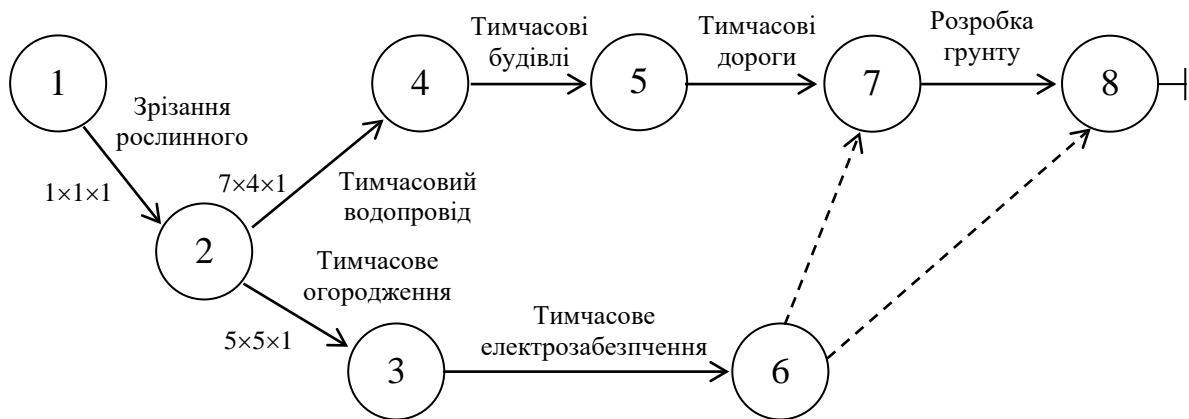 1
Зрізання
рослинного
1×1×1
2
7×4×1
Тимчасовий
водопровід
4
Тимчасові
будівлі
5
Тимчасові
дороги
7
Розробка
грунту
8
Тимчасове
огородження
5×5×1
3
Тимчасове
електрозабезпчення
6